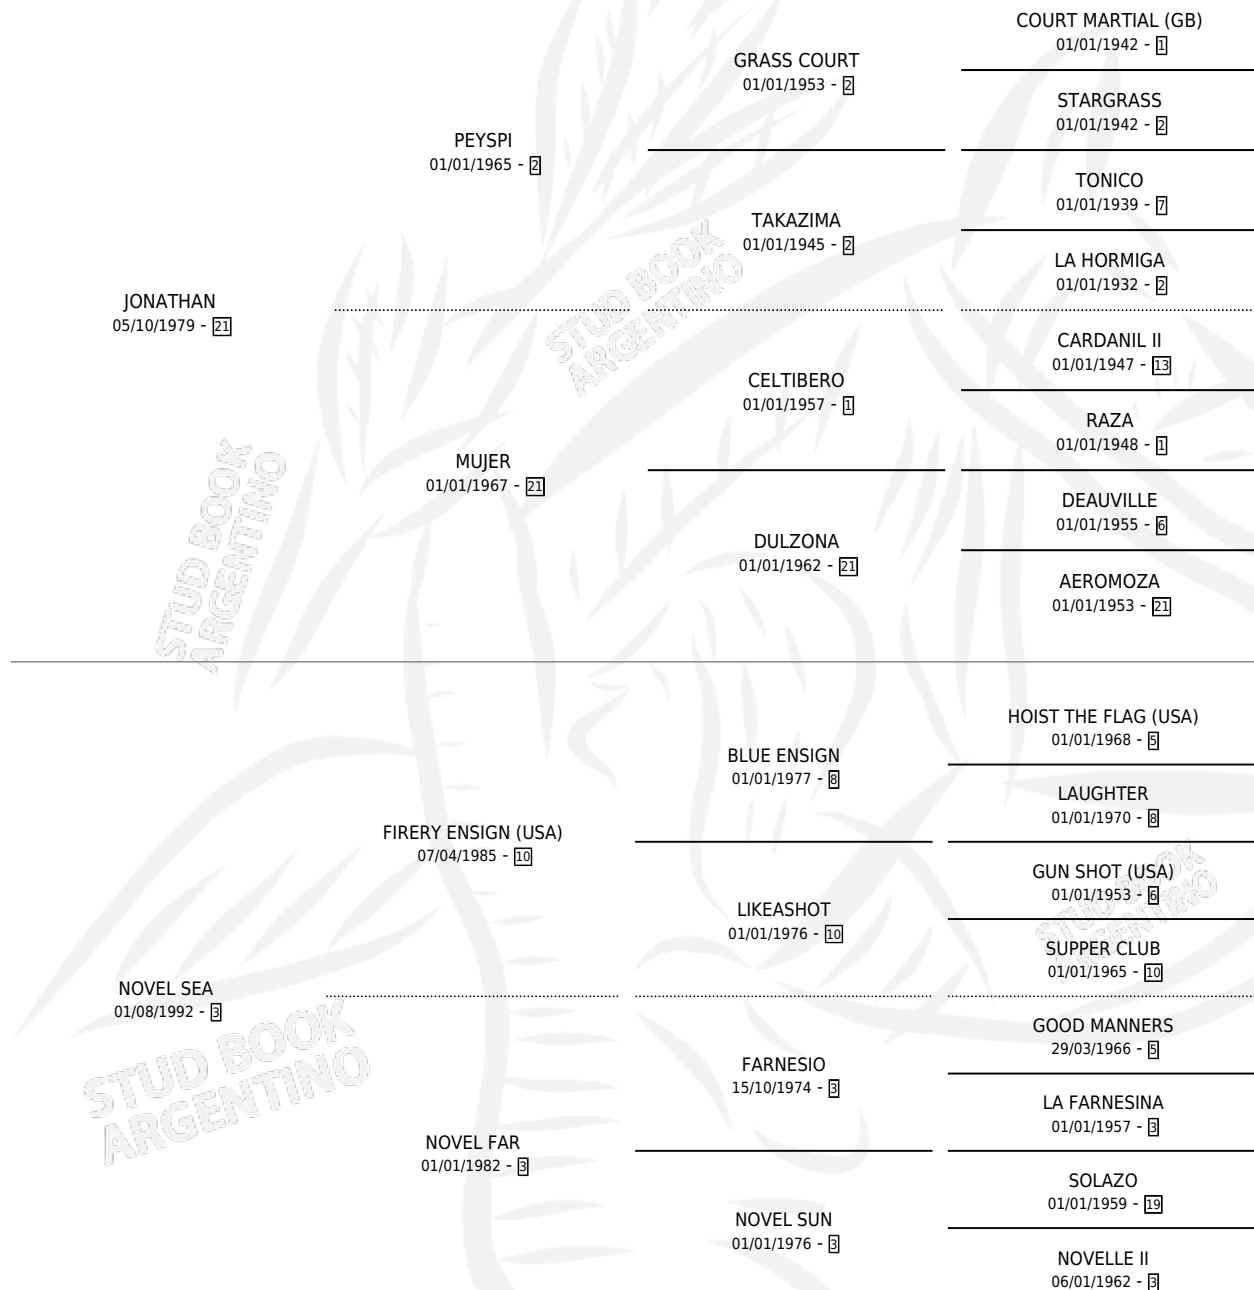 COURT MARTIAL (GB)
01/01/1942 - 1
GRASS COURT
01/01/1953 - 2
STARGRASS
01/01/1942 - 2
PEYSPI
01/01/1965 - 2
TONICO
01/01/1939 - 7
TAKAZIMA
01/01/1945 - 2
LA HORMIGA
01/01/1932 - 2
JONATHAN
05/10/1979 - 21
CARDANIL II
01/01/1947 - 13
CELTIBERO
01/01/1957 - 1
RAZA
01/01/1948 - 1
MUJER
01/01/1967 - 21
DEAUVILLE
01/01/1955 - 6
DULZONA
01/01/1962 - 21
AEROMOZA
01/01/1953 - 21
HOIST THE FLAG (USA)
01/01/1968 - 5
BLUE ENSIGN
01/01/1977 - 8
LAUGHTER
01/01/1970 - 8
FIRERY ENSIGN (USA)
07/04/1985 - 10
GUN SHOT (USA)
01/01/1953 - 6
LIKEASHOT
01/01/1976 - 10
SUPPER CLUB
01/01/1965 - 10
NOVEL SEA
01/08/1992 - 3
GOOD MANNERS
29/03/1966 - 5
FARNESIO
15/10/1974 - 3
LA FARNESINA
01/01/1957 - 3
NOVEL FAR
01/01/1982 - 3
SOLAZO
01/01/1959 - 19
NOVEL SUN
01/01/1976 - 3
NOVELLE II
06/01/1962 - 3
STUD BOOK
ARGENTINO
STUD BOOK
ARGENTINO
STUD BOOK
ARGENTINO
STUD BOOK
ARGENTINO